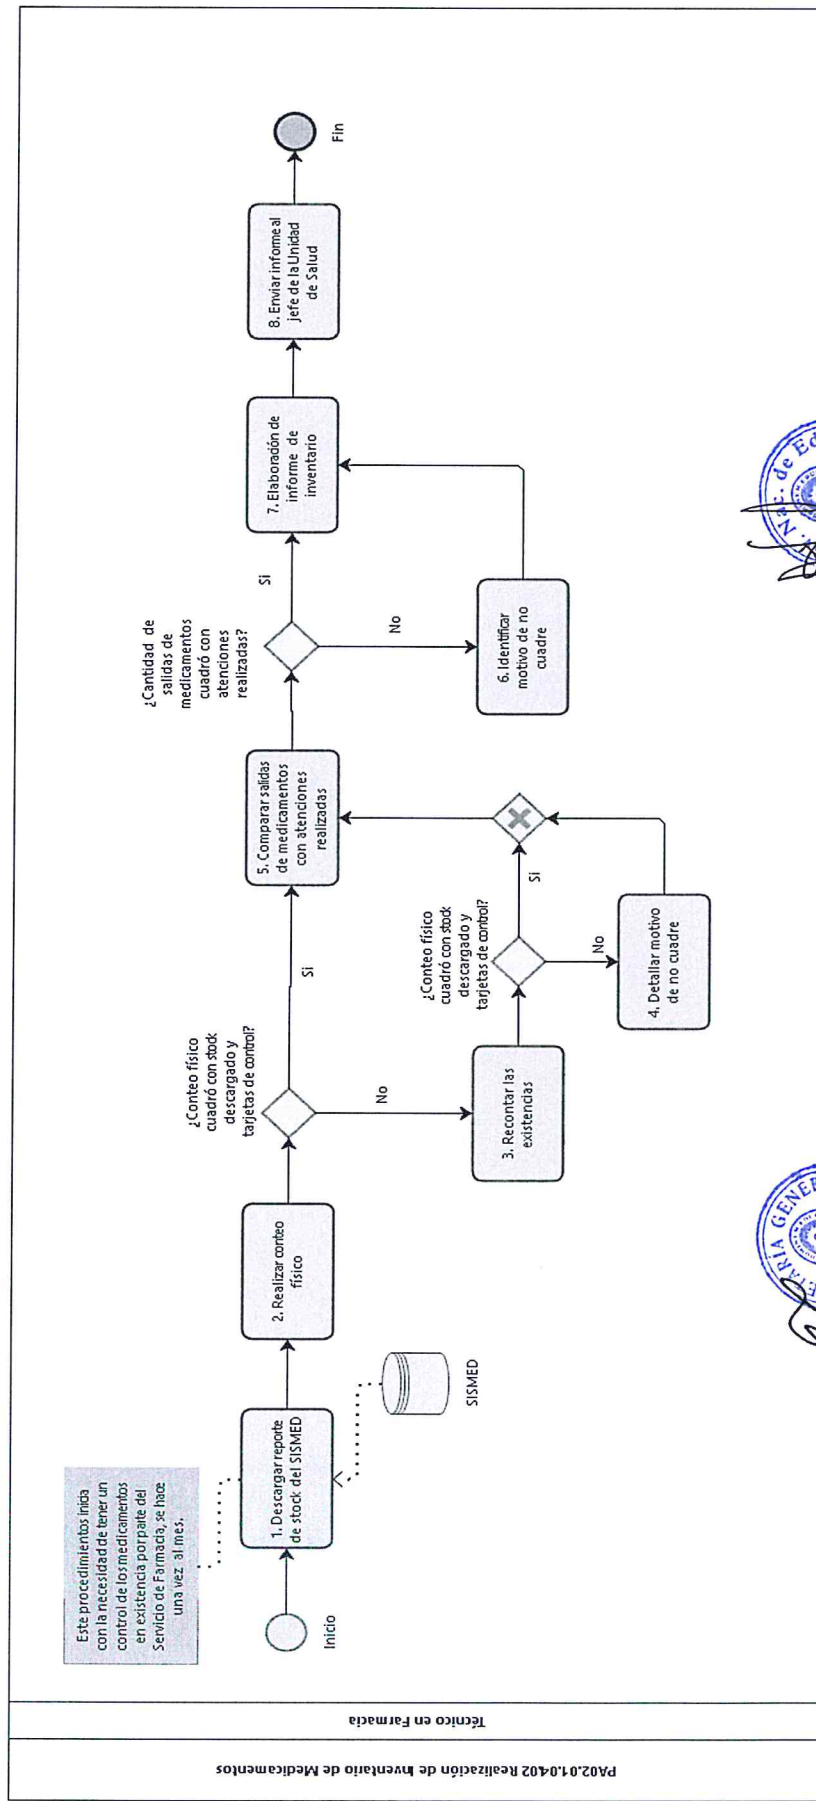 PA02.01.04.02 Realización de Inventario de Medicamentos
Técnico en Farmacia
Este procedimientos inicia
con la necesidad de tener un
control de los medicamentos
en existencia por parte del
Servicio de Farmacia, se hace
una vez al mes.
Inicio
1. Descargar reporte
de stock del SISMED
SISMED
2. Realizar conteo
físico
¿Conteo físico
cuadró con stock
descargado y
tarjetas de control?
Si
No
3. Recontar las
existencias
¿Conteo físico
cuadró con stock
descargado y
tarjetas de control?
Si
No
4. Detallar motivo
de no cuadre
5. Comparar salidas
de medicamentos
con atenciones
realizadas
¿Cantidad de
salidas de
medicamentos
cuadró con
atenciones
realizadas?
Si
No
6. Identificar
motivo de no
cuadre
7. Elaboración de
informe de
inventario
8. Enviar informe al
jefe de la Unidad
de Salud
Fin